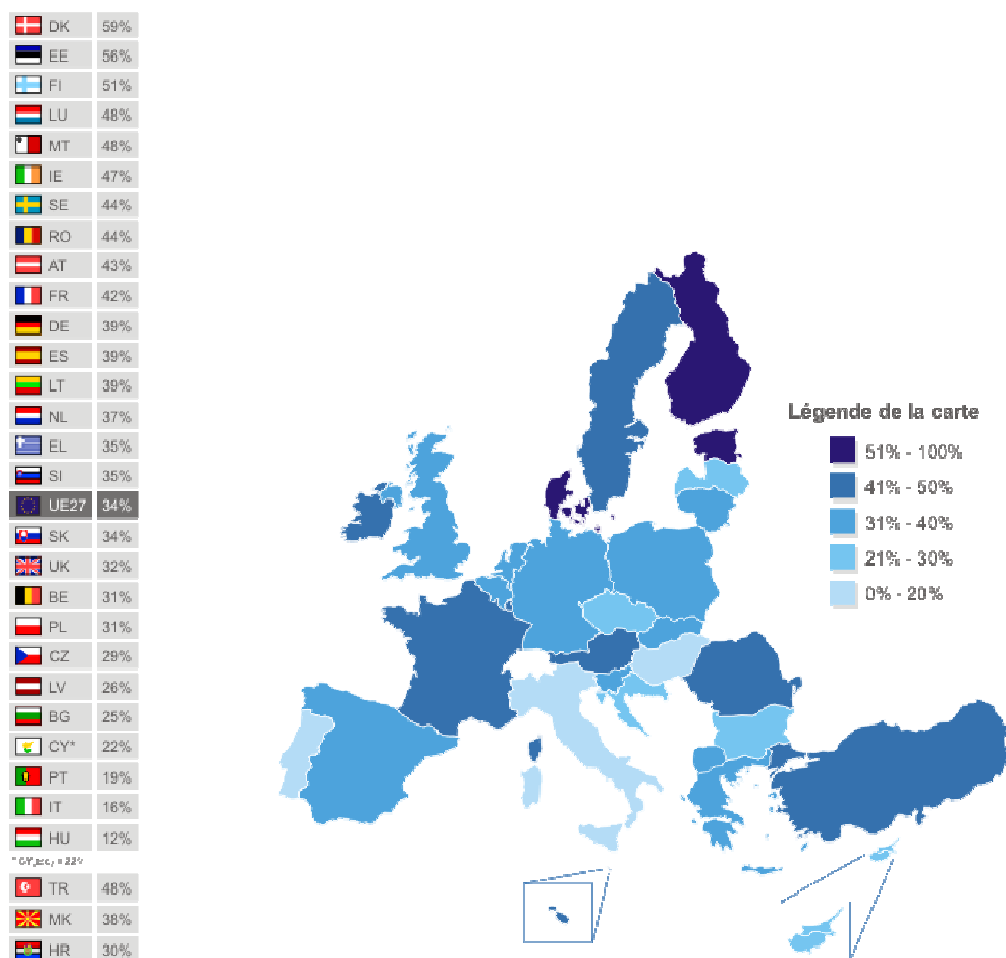 DK 59%
EE 56%
FI 51%
LU 48%
MT 48%
IE 47%
SE 44%
RO 44%
AT 43%
FR 42%
DE 39%
ES 39%
LT 39%
NL 37%
EL 35%
SI 35%
UE27 34%
SK 34%
UK 32%
BE 31%
PL 31%
CZ 29%
LV 26%
BG 25%
CY* 22%
PT 19%
IT 16%
HU 12%
TR 48%
MK 38%
HR 30%
Légende de la carte
51% - 100%
41% - 50%
31% - 40%
21% - 30%
0% - 20%